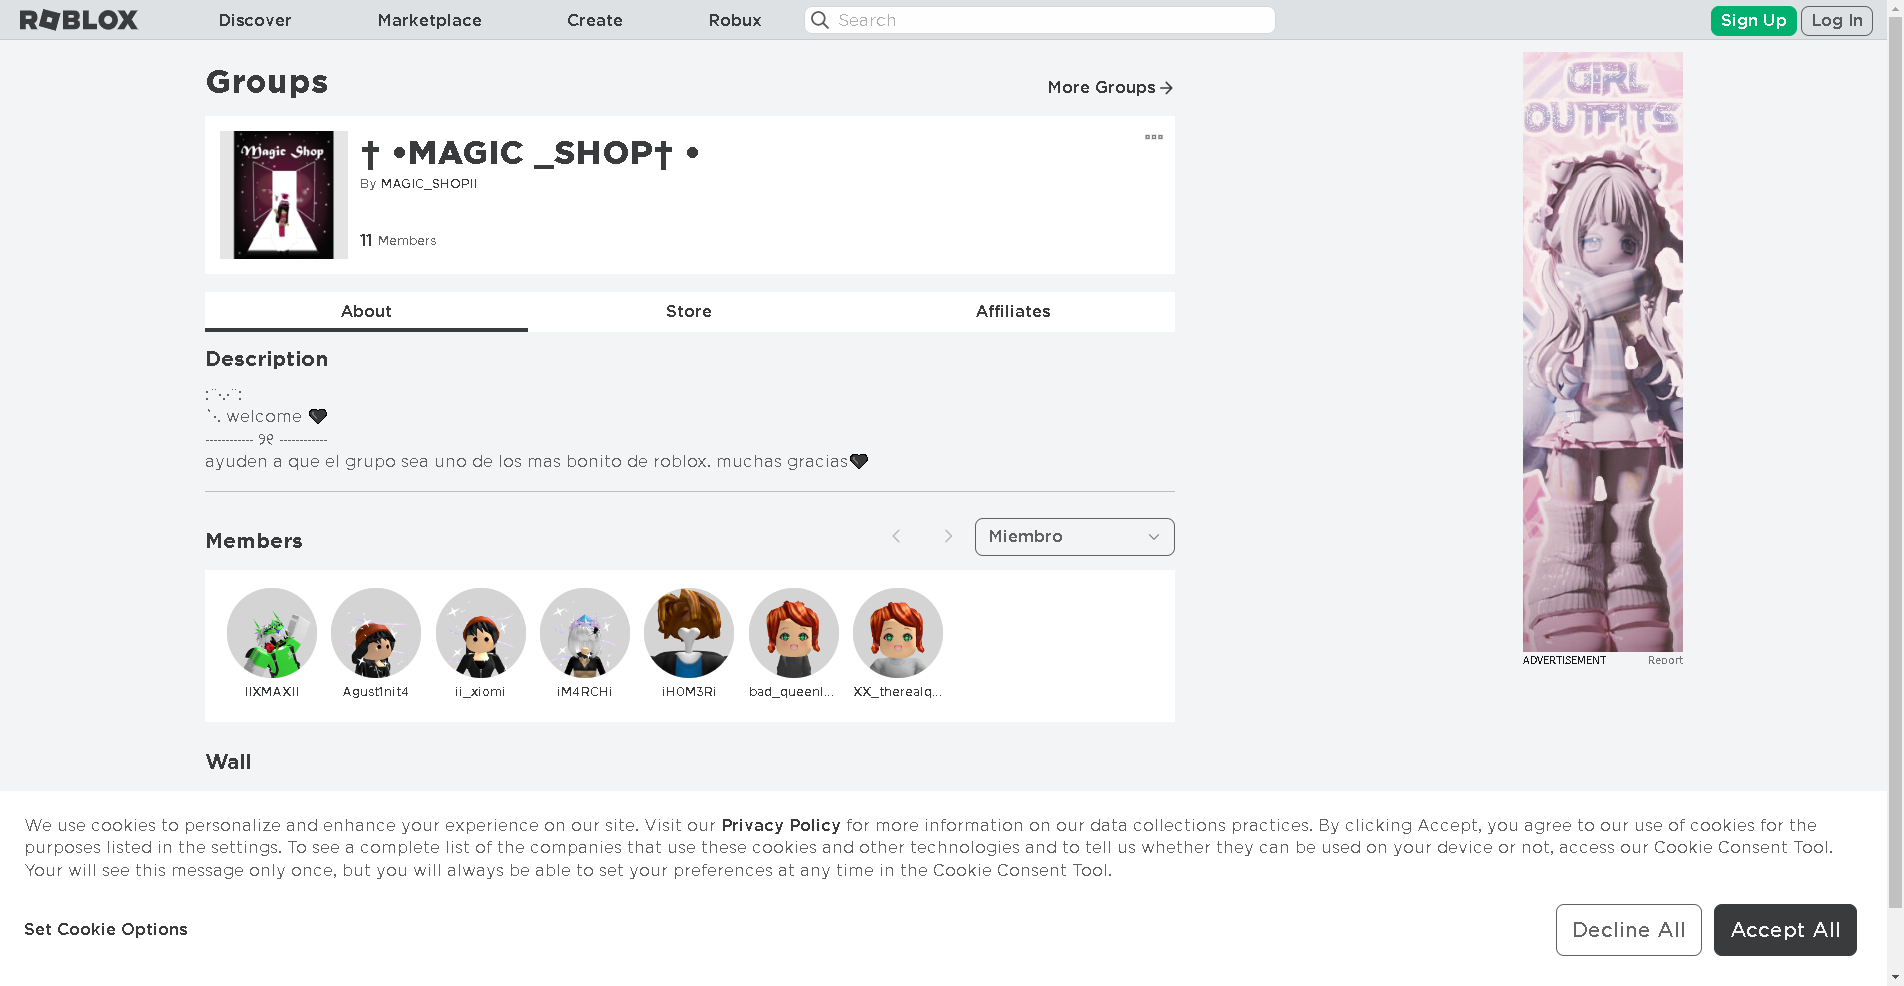 ROBLOX
Discover
Marketplace
Create
Robux
Search
Sign Up
Log In
Groups
More Groups
Magic Shop
† •MAGIC _SHOP† •
By MAGIC_SHOPII
11 Members
About
Store
Affiliates
Description
:¨·.·¨:
`·. welcome 🖤
------------ ୨୧ ------------
ayuden a que el grupo sea uno de los mas bonito de roblox. muchas gracias🖤
Members
Miembro
IIXMAXII
Agust1nit4
ii_xiomi
iM4RCHi
iH0M3Ri
bad_queenl...
XX_therealq...
Wall
GIRL
OUTFITS
ADVERTISEMENT
Report
We use cookies to personalize and enhance your experience on our site. Visit our Privacy Policy for more information on our data collections practices. By clicking Accept, you agree to our use of cookies for the
purposes listed in the settings. To see a complete list of the companies that use these cookies and other technologies and to tell us whether they can be used on your device or not, access our Cookie Consent Tool.
Your will see this message only once, but you will always be able to set your preferences at any time in the Cookie Consent Tool.
Set Cookie Options
Decline All
Accept All